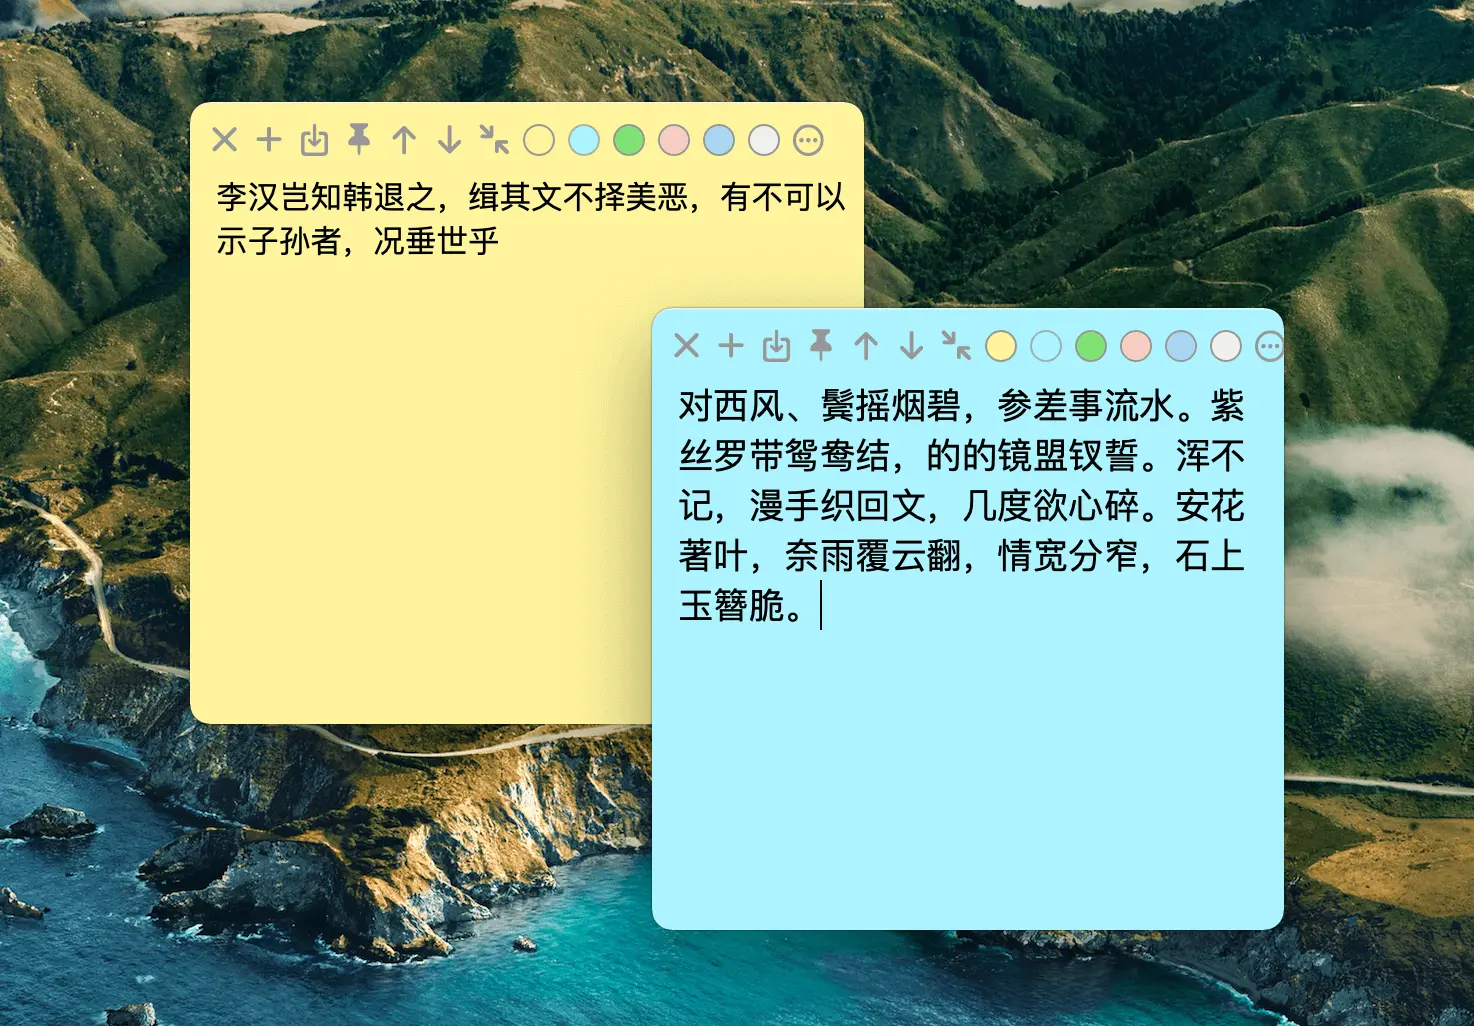 李汉岂知韩退之，缉其文不择美恶，有不可以
示子孙者，况垂世乎
对西风、鬓摇烟碧，参差事流水。紫
丝罗带鸳鸯结，的的镜盟钗誓。浑不
记，漫手织回文，几度欲心碎。安花
著叶，奈雨覆云翻，情宽分窄，石上
玉簪脆。